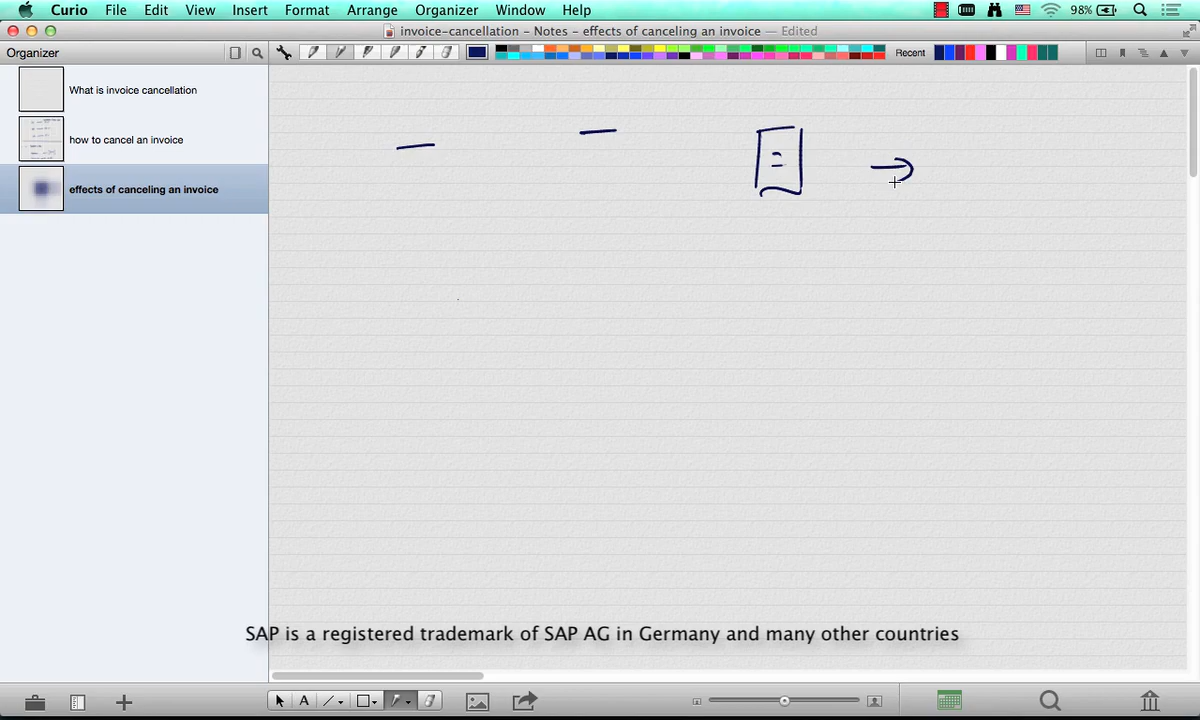 Curio File Edit View Insert Format Arrange Organizer Window Help 98%
invoice-cancellation – Notes – effects of canceling an invoice — Edited
Organizer Recent
What is invoice cancellation
how to cancel an invoice
effects of canceling an invoice
SAP is a registered trademark of SAP AG in Germany and many other countries
A